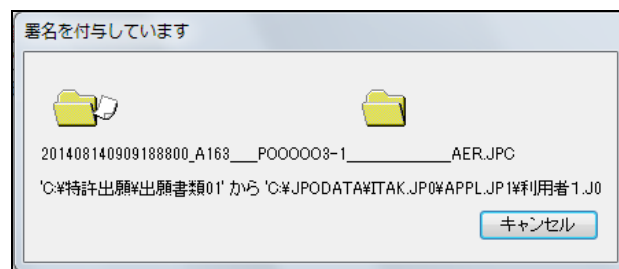 署名を付与しています
201408140909188800_A163___P000003-1__________AER.JPC
'C:¥特許出願¥出願書類01' から 'C:¥JPODATA¥ITAK.JP0¥APPL.JP1¥利用者1.J0
キャンセル